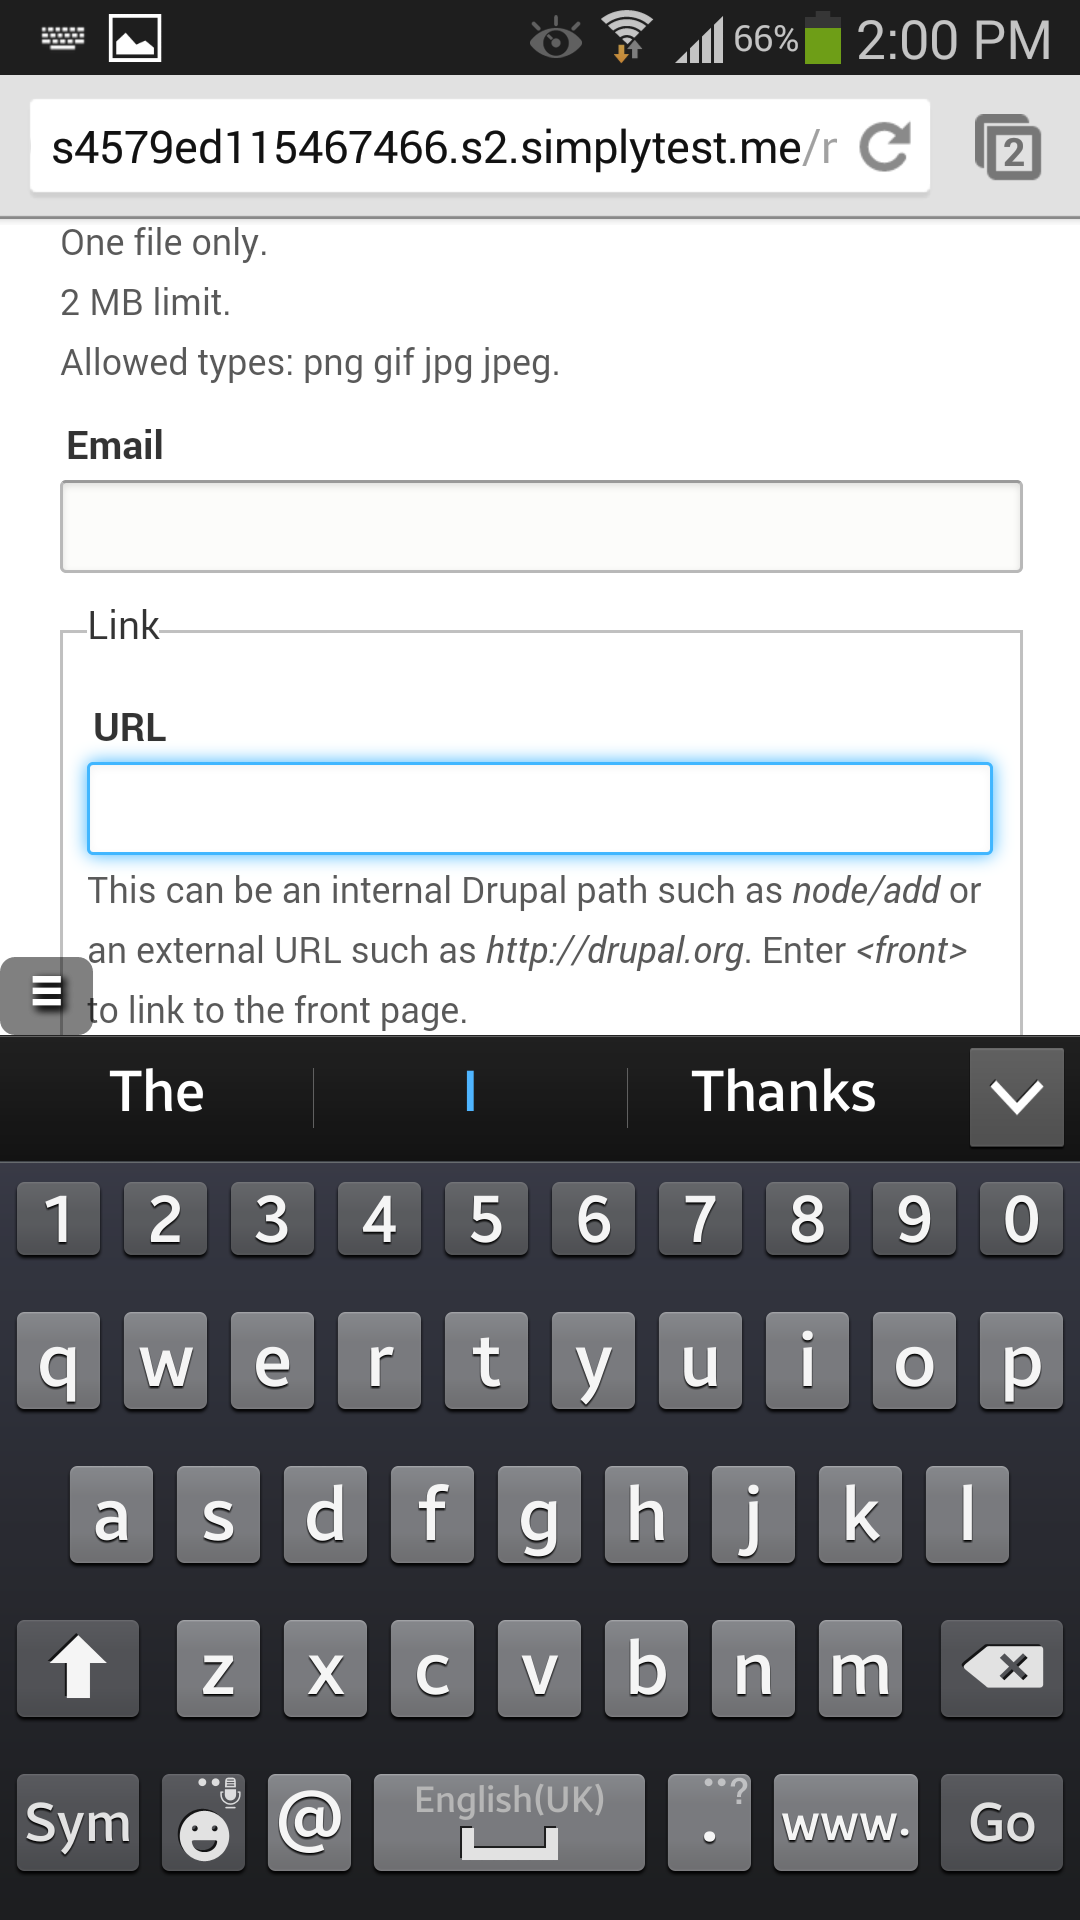 66% 2:00 PM
s4579ed115467466.s2.simplytest.me/r
2
One file only.
2 MB limit.
Allowed types: png gif jpg jpeg.
Email
Link
URL
This can be an internal Drupal path such as node/add or
an external URL such as http://drupal.org. Enter <front>
to link to the front page.
The I Thanks
1 2 3 4 5 6 7 8 9 0
q w e r t y u i o p
a s d f g h j k l
z x c v b n m
Sym @ English(UK) . ? www. Go